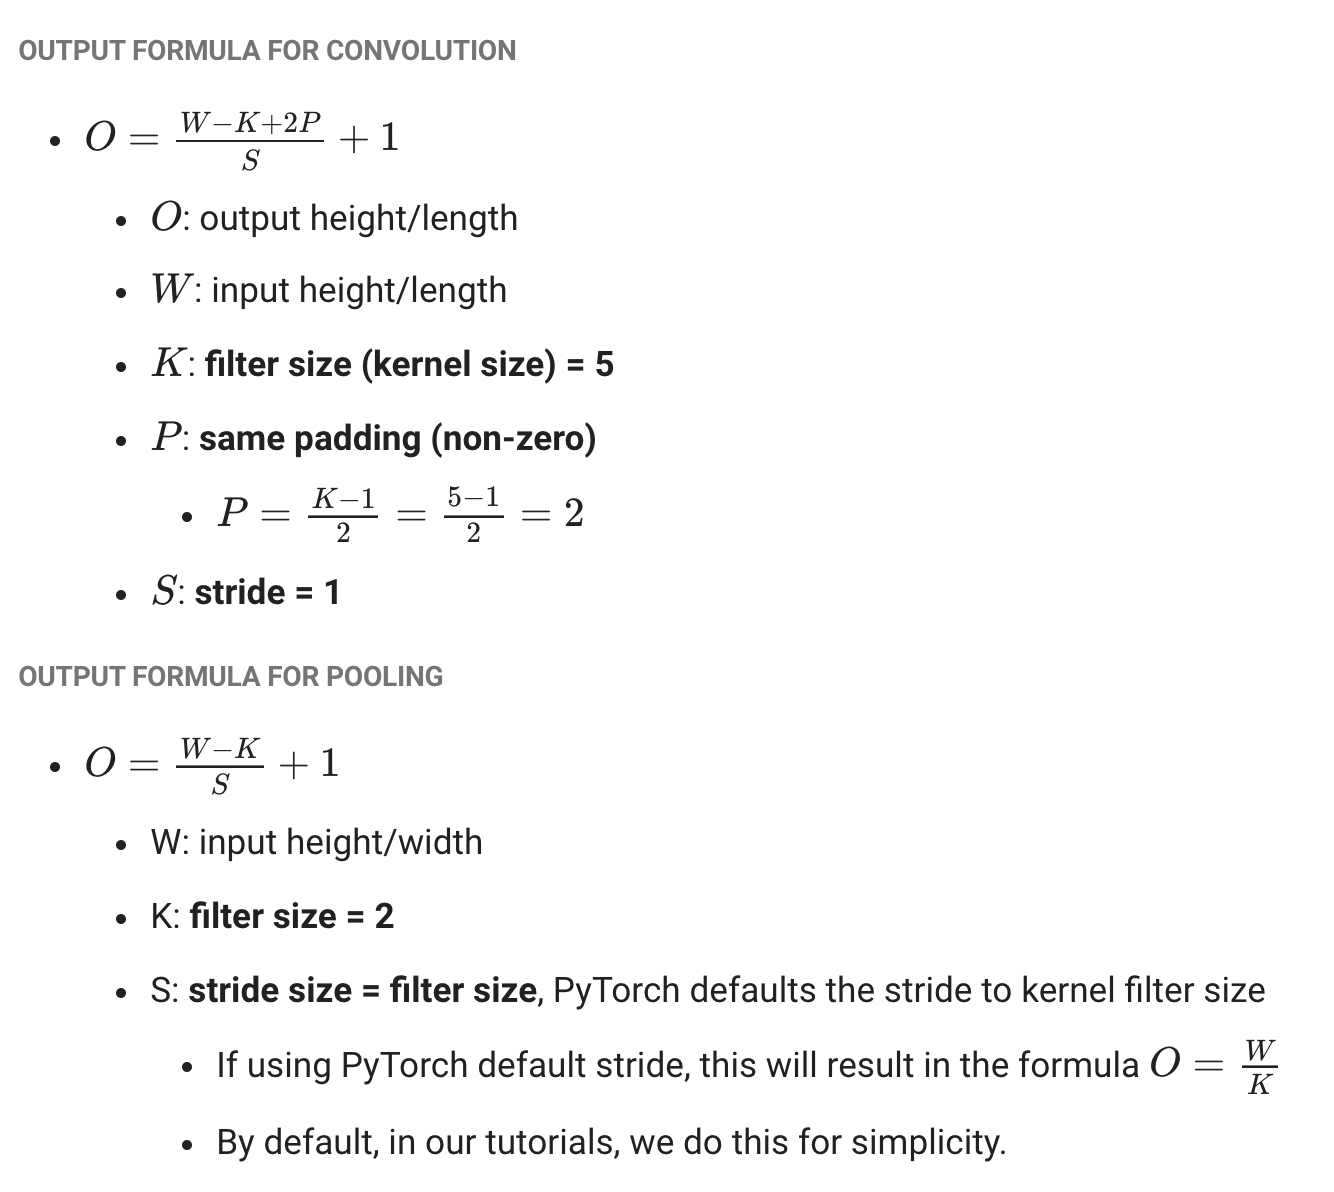 OUTPUT FORMULA FOR CONVOLUTION
• $O = \frac{W-K+2P}{S} + 1$
• $O$: output height/length
• $W$: input height/length
• $K$: filter size (kernel size) = 5
• $P$: same padding (non-zero)
• $P = \frac{K-1}{2} = \frac{5-1}{2} = 2$
• $S$: stride = 1
OUTPUT FORMULA FOR POOLING
• $O = \frac{W-K}{S} + 1$
• W: input height/width
• K: filter size = 2
• S: stride size = filter size, PyTorch defaults the stride to kernel filter size
• If using PyTorch default stride, this will result in the formula $O = \frac{W}{K}$
• By default, in our tutorials, we do this for simplicity.